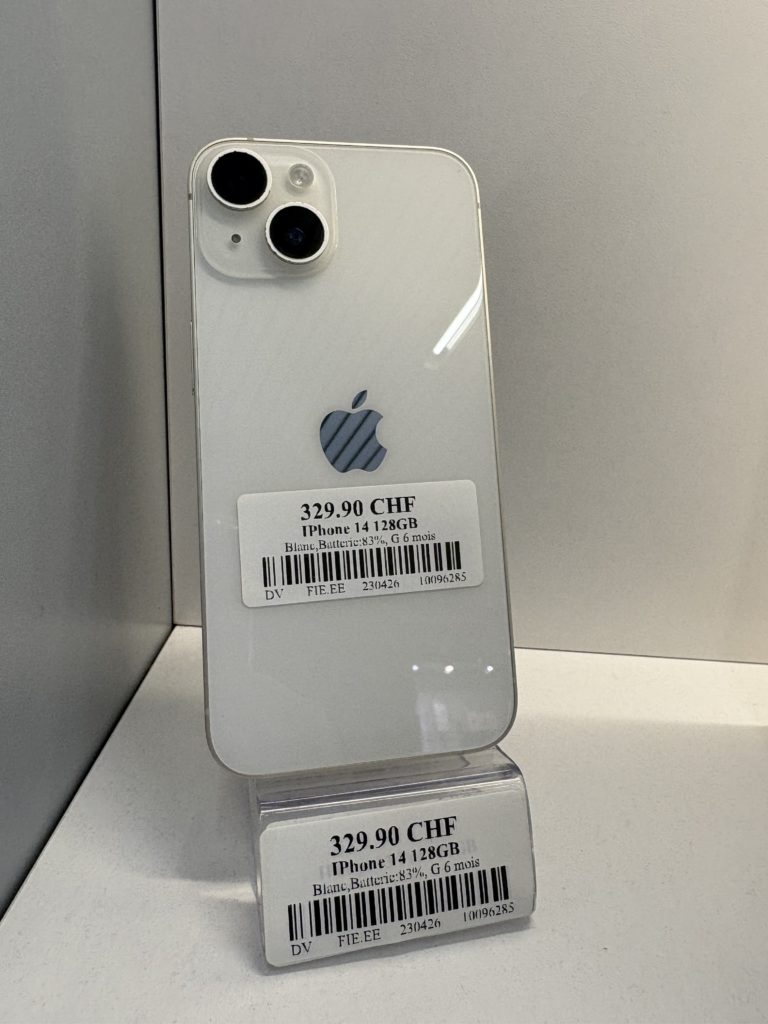 329.90 CHF
IPhone 14 128GB
Blanc,Batterie:83%, G 6 mois
DV FIE.EE 230426 10096285
329.90 CHF
IPhone 14 128GB
Blanc,Batterie:83%, G 6 mois
DV FIE.EE 230426 10096285